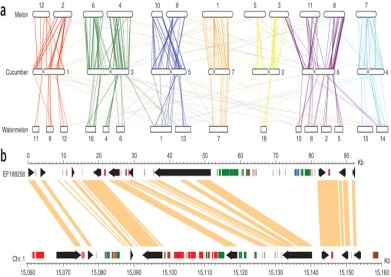 a
12 2 6 4 10 9 1 5 3 11 8 7
Melon
Cucumber 1 3 5 7 2 6 4
Watermelon
11 9 12 16 4 6 1 13 7 18 10 8 2 5 15 14
b
0 10 20 30 40 50 60 70 80 90 Kb
EF188258
Chr. 1
Kb
15,060 15,070 15,080 15,090 15,100 15,110 15,120 15,130 15,140 15,150 15,160